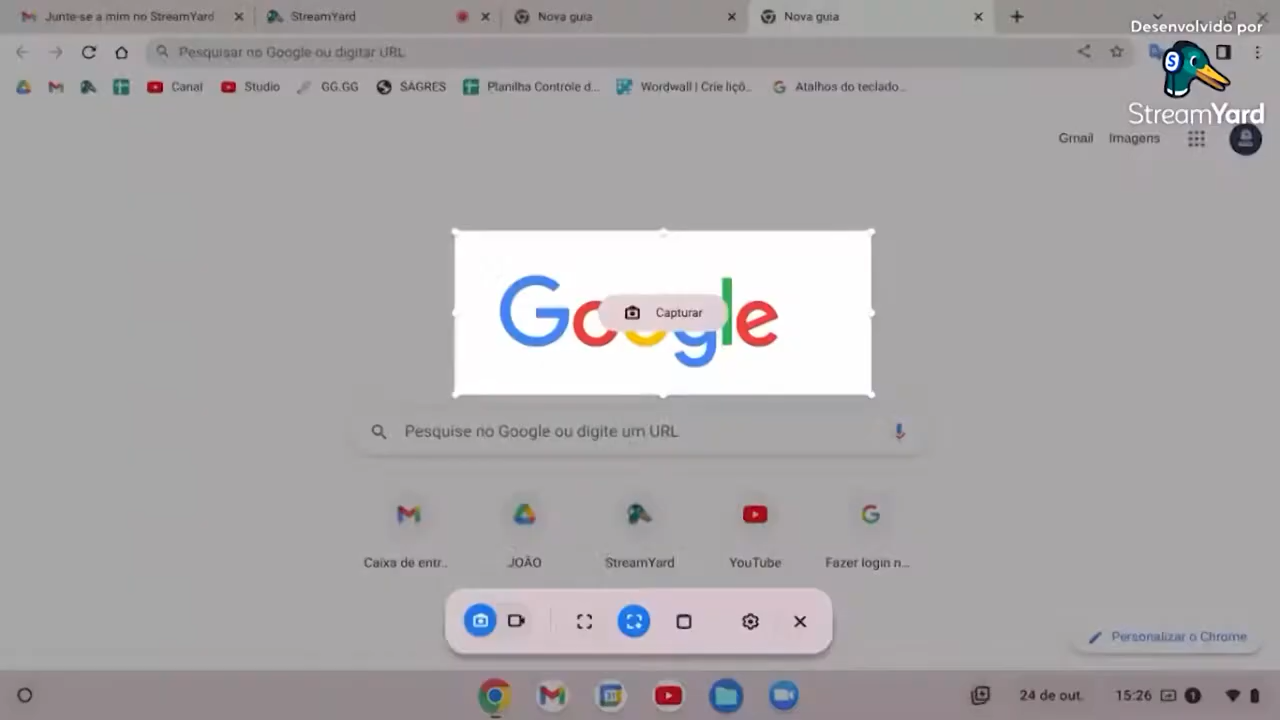 Junte-se a mim no StreamYard
StreamYard
Nova guia
Nova guia
Desenvolvido por
StreamYard
Pesquisar no Google ou digitar URL
Canal
Studio
GG.GG
SAGRES
Planilha Controle d...
Wordwall | Crie liçõ...
Atalhos do teclado...
Gmail
Imagens
Google
Capturar
Pesquise no Google ou digite um URL
Caixa de entr...
JOÃO
StreamYard
YouTube
Fazer login n...
Personalizar o Chrome
24 de out.
15:26